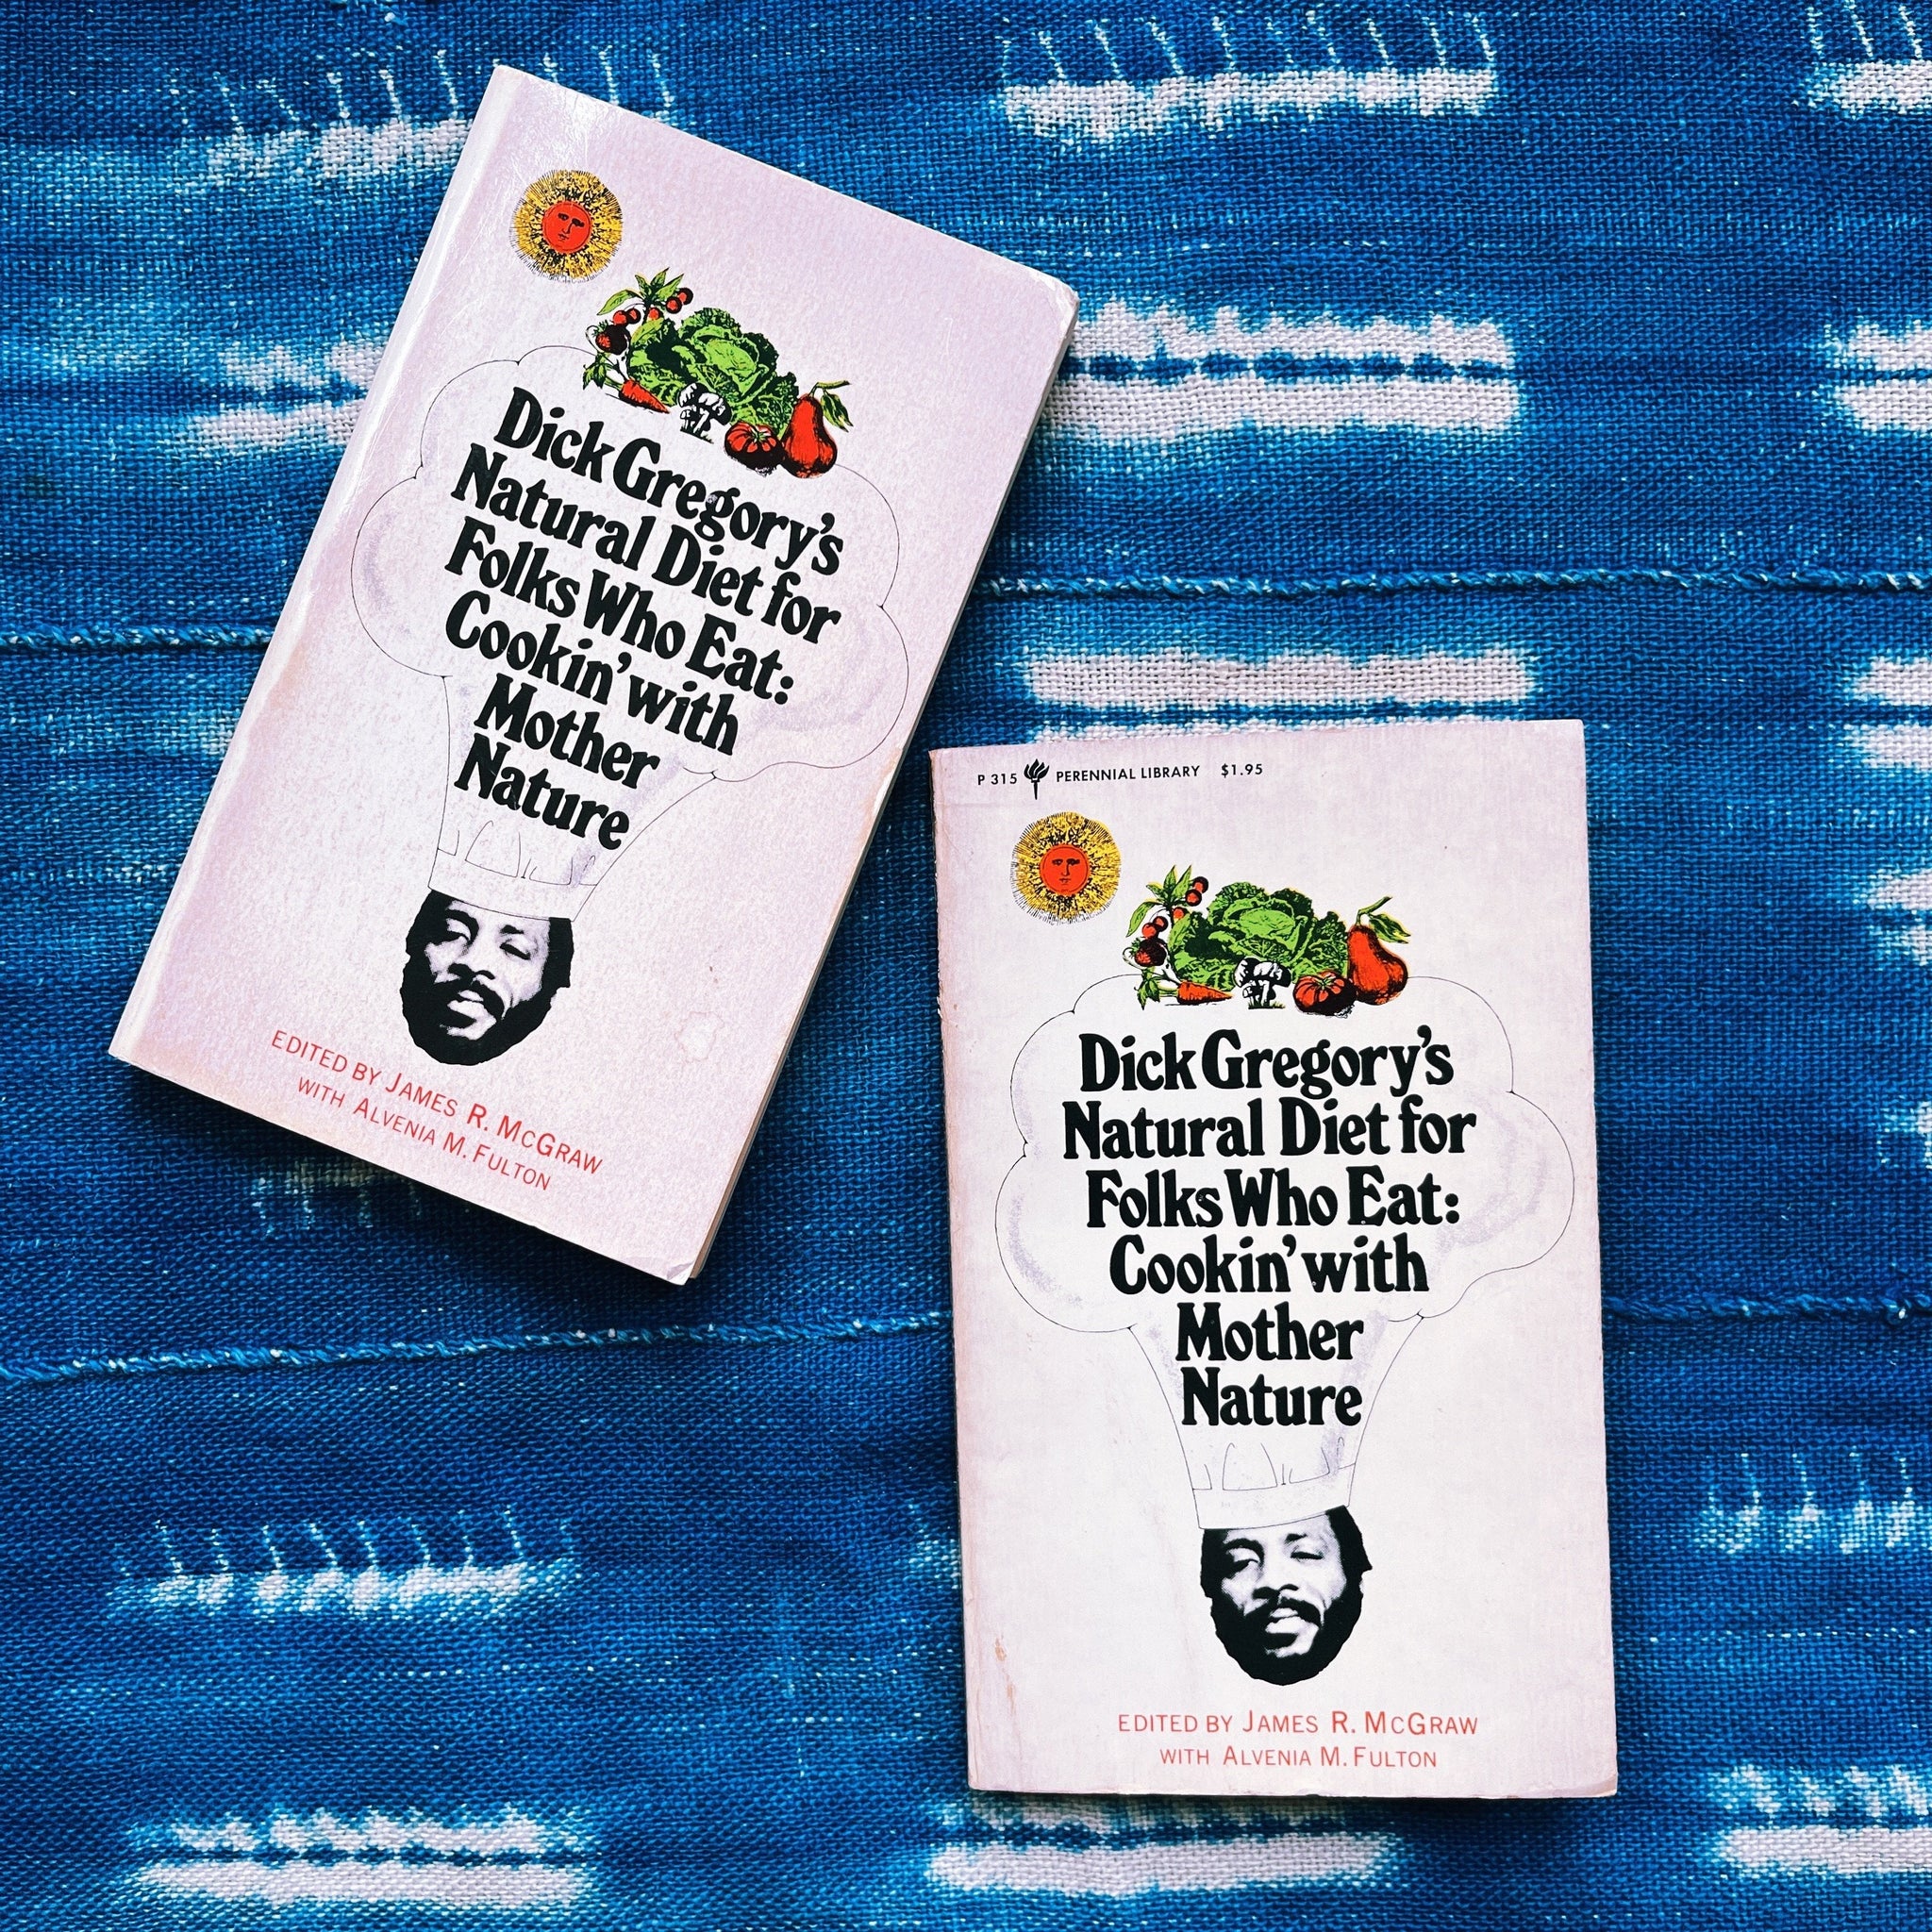 Dick Gregory's
Natural Diet for
Folks Who Eat:
Cookin' with
Mother
Nature
EDITED BY JAMES R. MCGRAW
WITH ALVENIA M. FULTON
P 315 PERENNIAL LIBRARY $1.95
Dick Gregory's
Natural Diet for
Folks Who Eat:
Cookin' with
Mother
Nature
EDITED BY JAMES R. MCGRAW
WITH ALVENIA M. FULTON